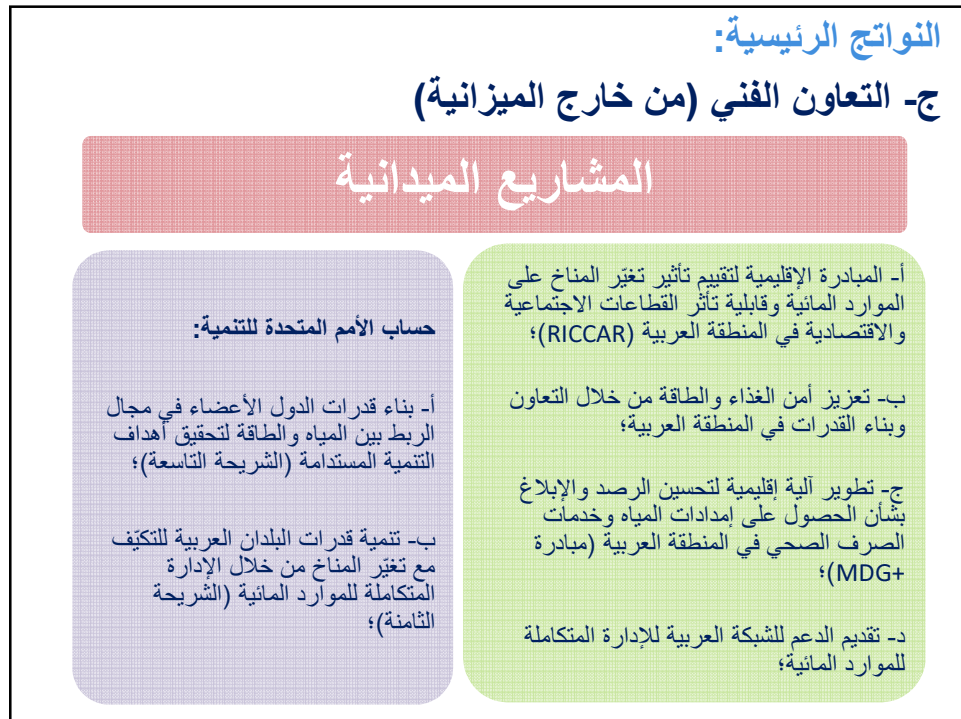 النواتج الرئيسية:
ج- التعاون الفني (من خارج الميزانية)
المشاريع الميدانية
أ- المبادرة الإقليمية لتقييم تأثير تغيّر المناخ على
الموارد المائية وقابلية تأثر القطاعات الاجتماعية
والاقتصادية في المنطقة العربية (RICCAR)؛
ب- تعزيز أمن الغذاء والطاقة من خلال التعاون
وبناء القدرات في المنطقة العربية؛
ج- تطوير آلية إقليمية لتحسين الرصد والإبلاغ
بشأن الحصول على إمدادات المياه وخدمات
الصرف الصحي في المنطقة العربية (مبادرة
MDG+)؛
د- تقديم الدعم للشبكة العربية للإدارة المتكاملة
للموارد المائية؛
حساب الأمم المتحدة للتنمية:
أ- بناء قدرات الدول الأعضاء في مجال
الربط بين المياه والطاقة لتحقيق أهداف
التنمية المستدامة (الشريحة التاسعة)؛
ب- تنمية قدرات البلدان العربية للتكيّف
مع تغيّر المناخ من خلال الإدارة
المتكاملة للموارد المائية (الشريحة
الثامنة)؛